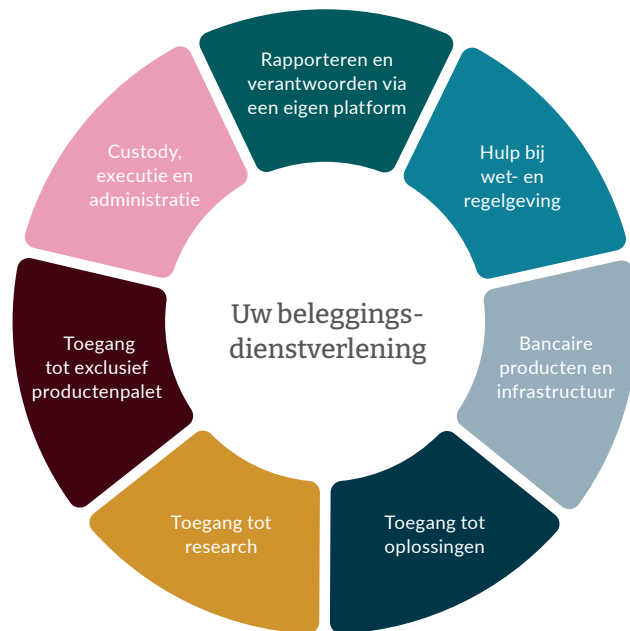 Rapporteren en
verantwoorden via
een eigen platform
Hulp bij
wet- en
regelgeving
Bancaire
producten en
infrastructuur
Toegang tot
oplossingen
Toegang tot
research
Toegang
tot exclusief
productenpalet
Custody,
executie en
administratie
Uw beleggings-
dienstverlening